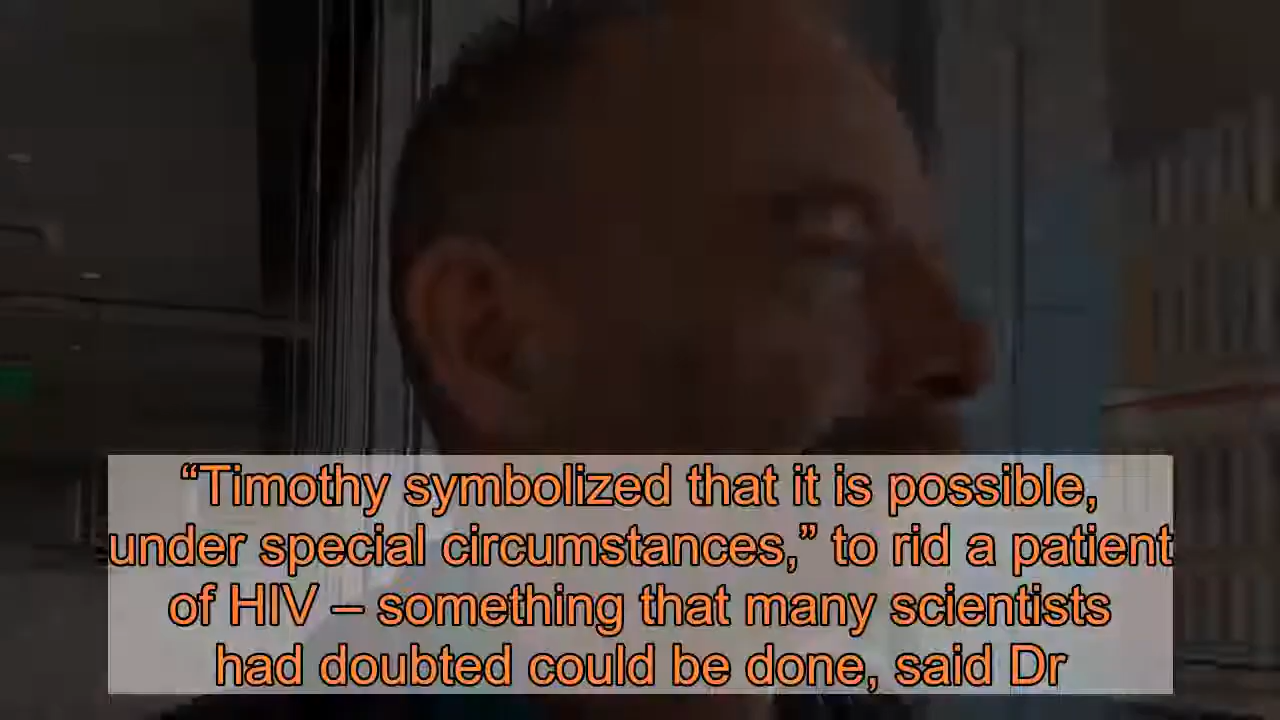 “Timothy symbolized that it is possible,
under special circumstances,” to rid a patient
of HIV – something that many scientists
had doubted could be done, said Dr